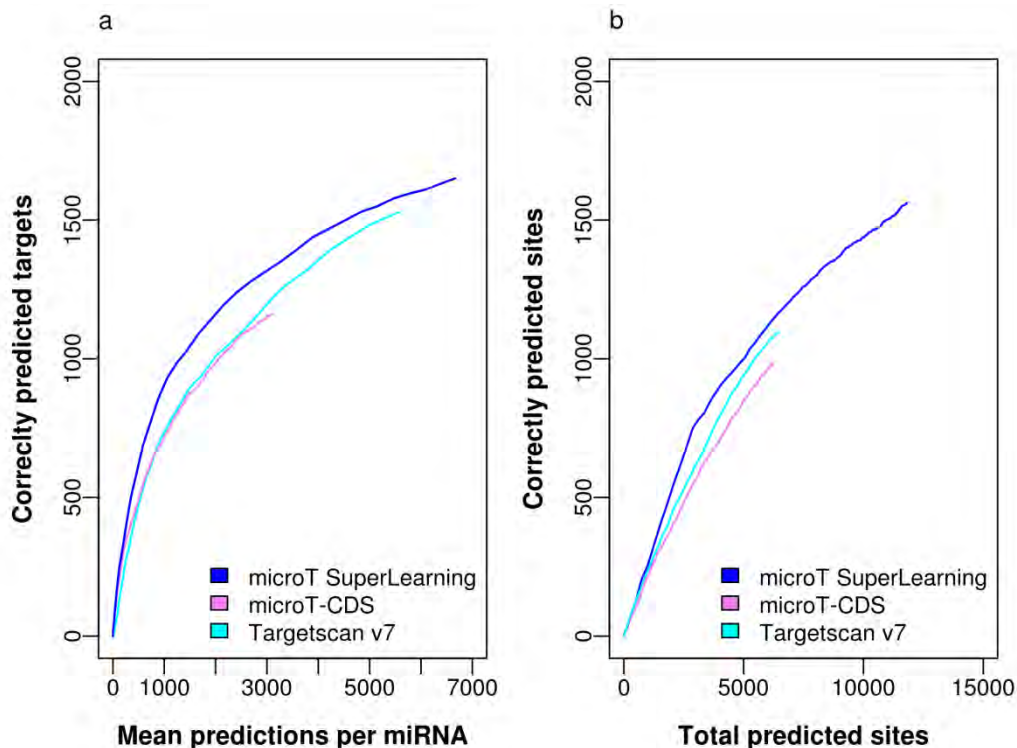 a
2000
1500
1000
500
0
Correclty predicted targets
microT SuperLearning
microT-CDS
Targetscan v7
0 1000 3000 5000 7000
Mean predictions per miRNA
b
2000
1500
1000
500
0
Correctly predicted sites
microT SuperLearning
microT-CDS
Targetscan v7
0 5000 10000 15000
Total predicted sites